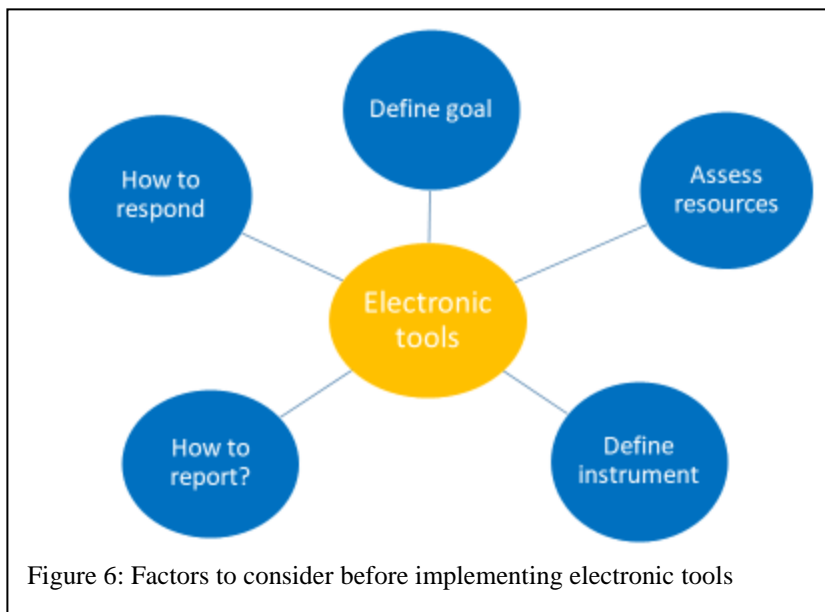 Define goal
How to
respond
Assess
resources
Electronic
tools
How to
report?
Define
instrument
Figure 6: Factors to consider before implementing electronic tools